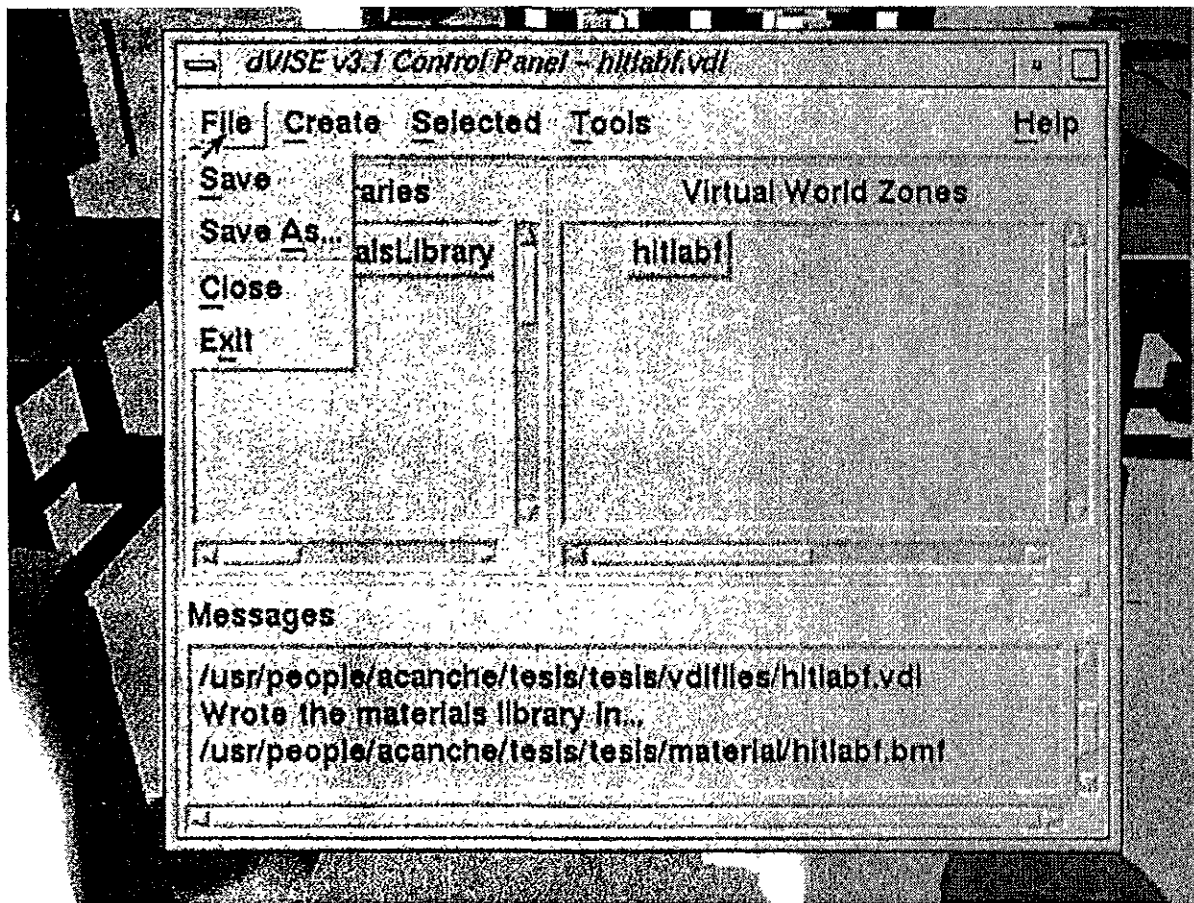 dVISE v3.1 Control Panel – hitlabf.vdl
File Create Selected Tools Help
Save
Save As...
Close
Exit
aries
alsLibrary
Virtual World Zones
hitlabf
Messages
/usr/people/acanche/tesis/tesis/vdlfiles/hitlabf.vdl
Wrote the materials library in...
/usr/people/acanche/tesis/tesis/material/hitlabf.bmf